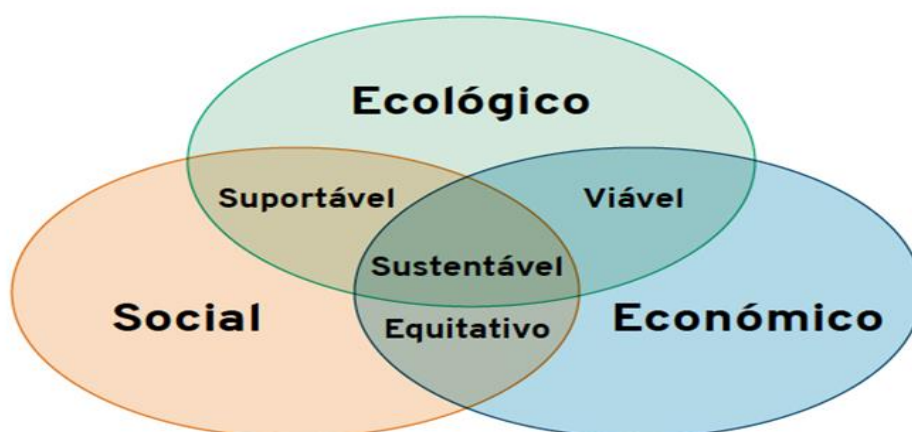 Ecológico
Suportável
Viável
Sustentável
Social
Equitativo
Económico